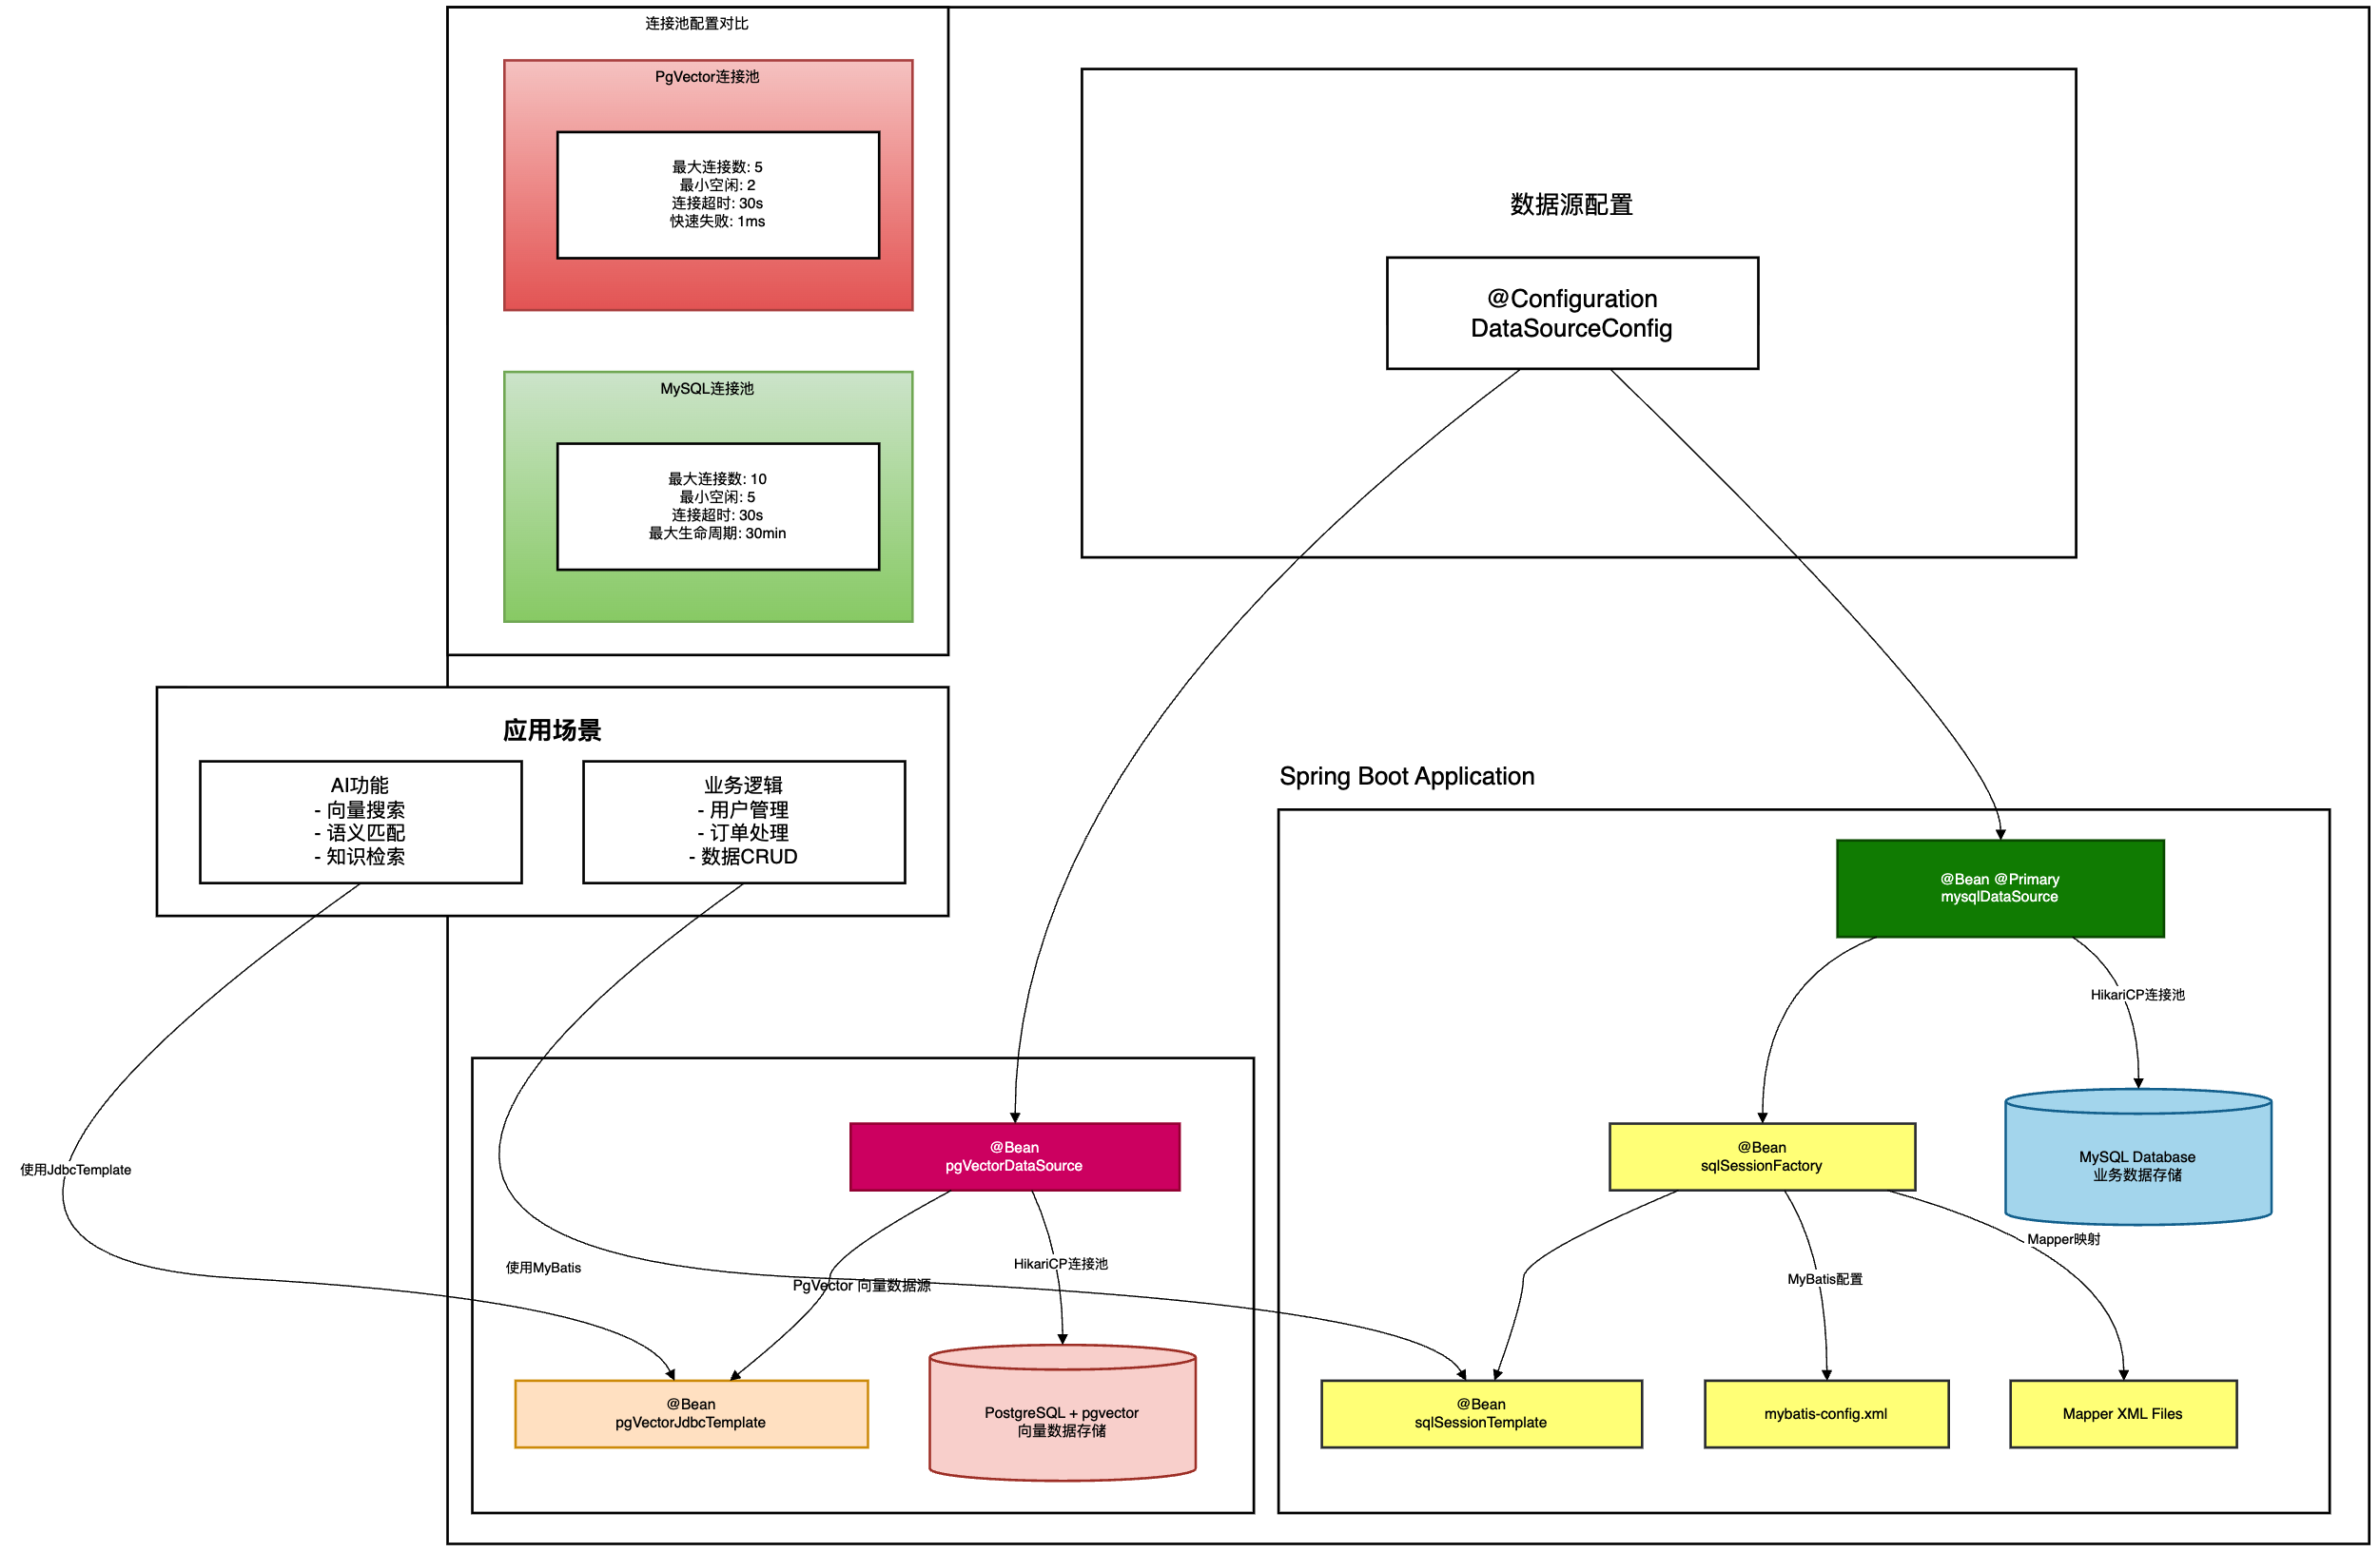 连接池配置对比
PgVector连接池
最大连接数: 5
最小空闲: 2
连接超时: 30s
快速失败: 1ms
MySQL连接池
最大连接数: 10
最小空闲: 5
连接超时: 30s
最大生命周期: 30min
数据源配置
@Configuration
DataSourceConfig
应用场景
AI功能
- 向量搜索
- 语义匹配
- 知识检索
业务逻辑
- 用户管理
- 订单处理
- 数据CRUD
Spring Boot Application
@Bean @Primary
mysqlDataSource
HikariCP连接池
@Bean
pgVectorDataSource
@Bean
sqlSessionFactory
MySQL Database
业务数据存储
使用JdbcTemplate
使用MyBatis
PgVector 向量数据源
HikariCP连接池
MyBatis配置
Mapper映射
@Bean
pgVectorJdbcTemplate
PostgreSQL + pgvector
向量数据存储
@Bean
sqlSessionTemplate
mybatis-config.xml
Mapper XML Files